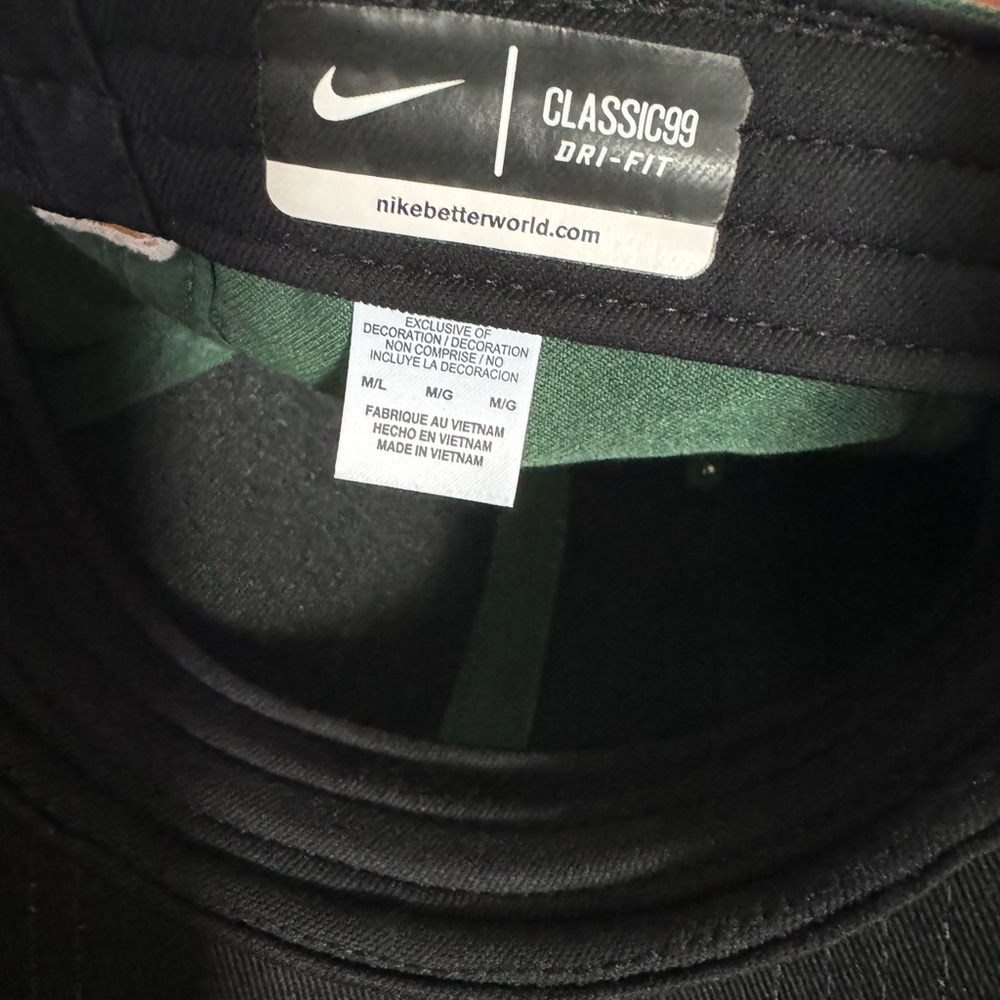 CLASSIC99
DRI-FIT
nikebetterworld.com
EXCLUSIVE OF
DECORATION / DECORATION
NON COMPRISE / NO
INCLUYE LA DECORACION
M/L M/G M/G
FABRIQUE AU VIETNAM
HECHO EN VIETNAM
MADE IN VIETNAM